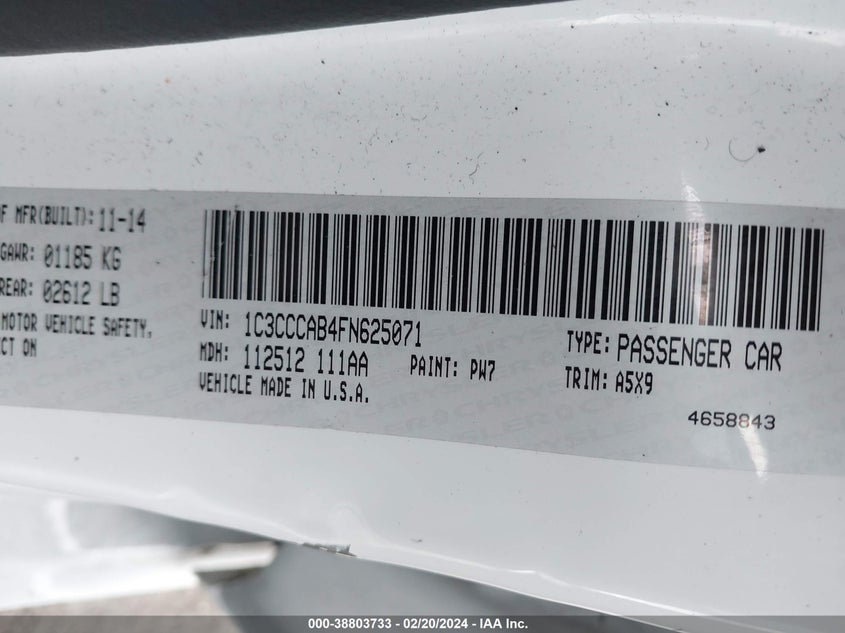 F MFR(BUILT): 11-14
GAWR: 01185 KG
REAR: 02612 LB
MOTOR VEHICLE SAFETY,
CT ON
VIN: 1C3CCCAB4FN625071
MDH: 112512 111AA PAINT: PW7
VEHICLE MADE IN U.S.A.
TYPE: PASSENGER CAR
TRIM: A5X9
4658843
000-38803733 - 02/20/2024 - IAA Inc.